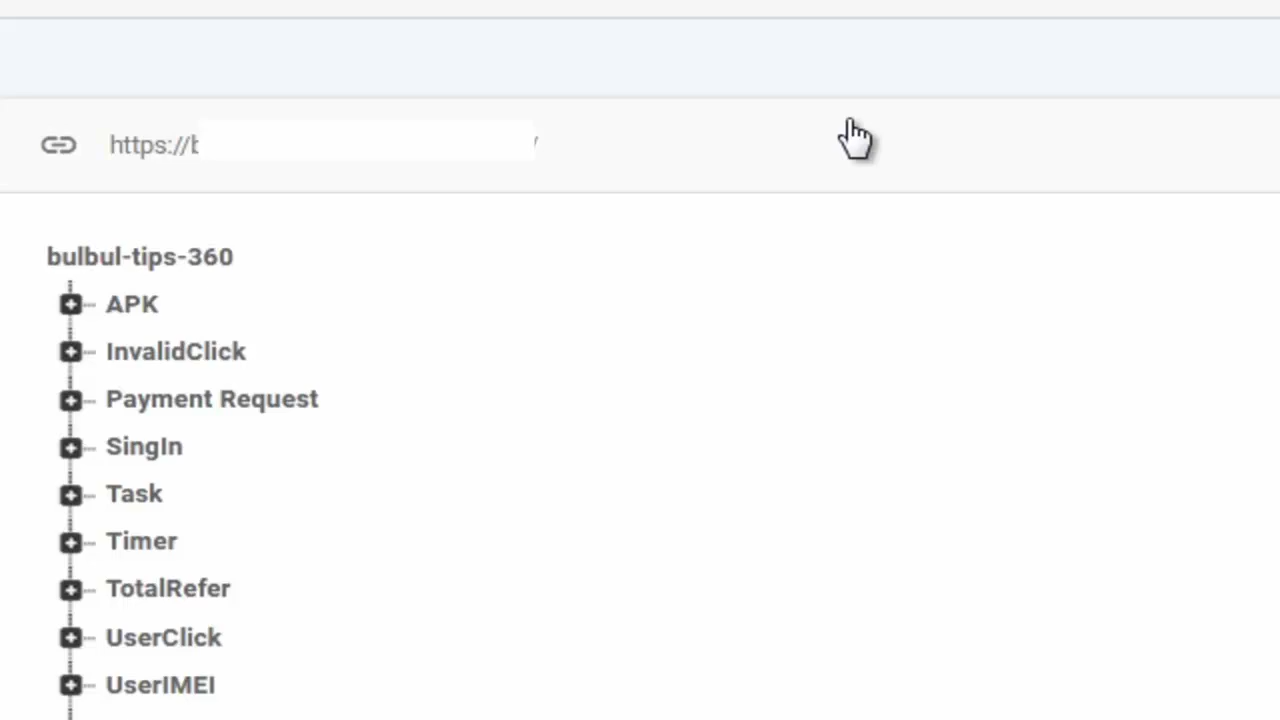 https://b /
bulbul-tips-360
APK
InvalidClick
Payment Request
SingIn
Task
Timer
TotalRefer
UserClick
UserIMEI